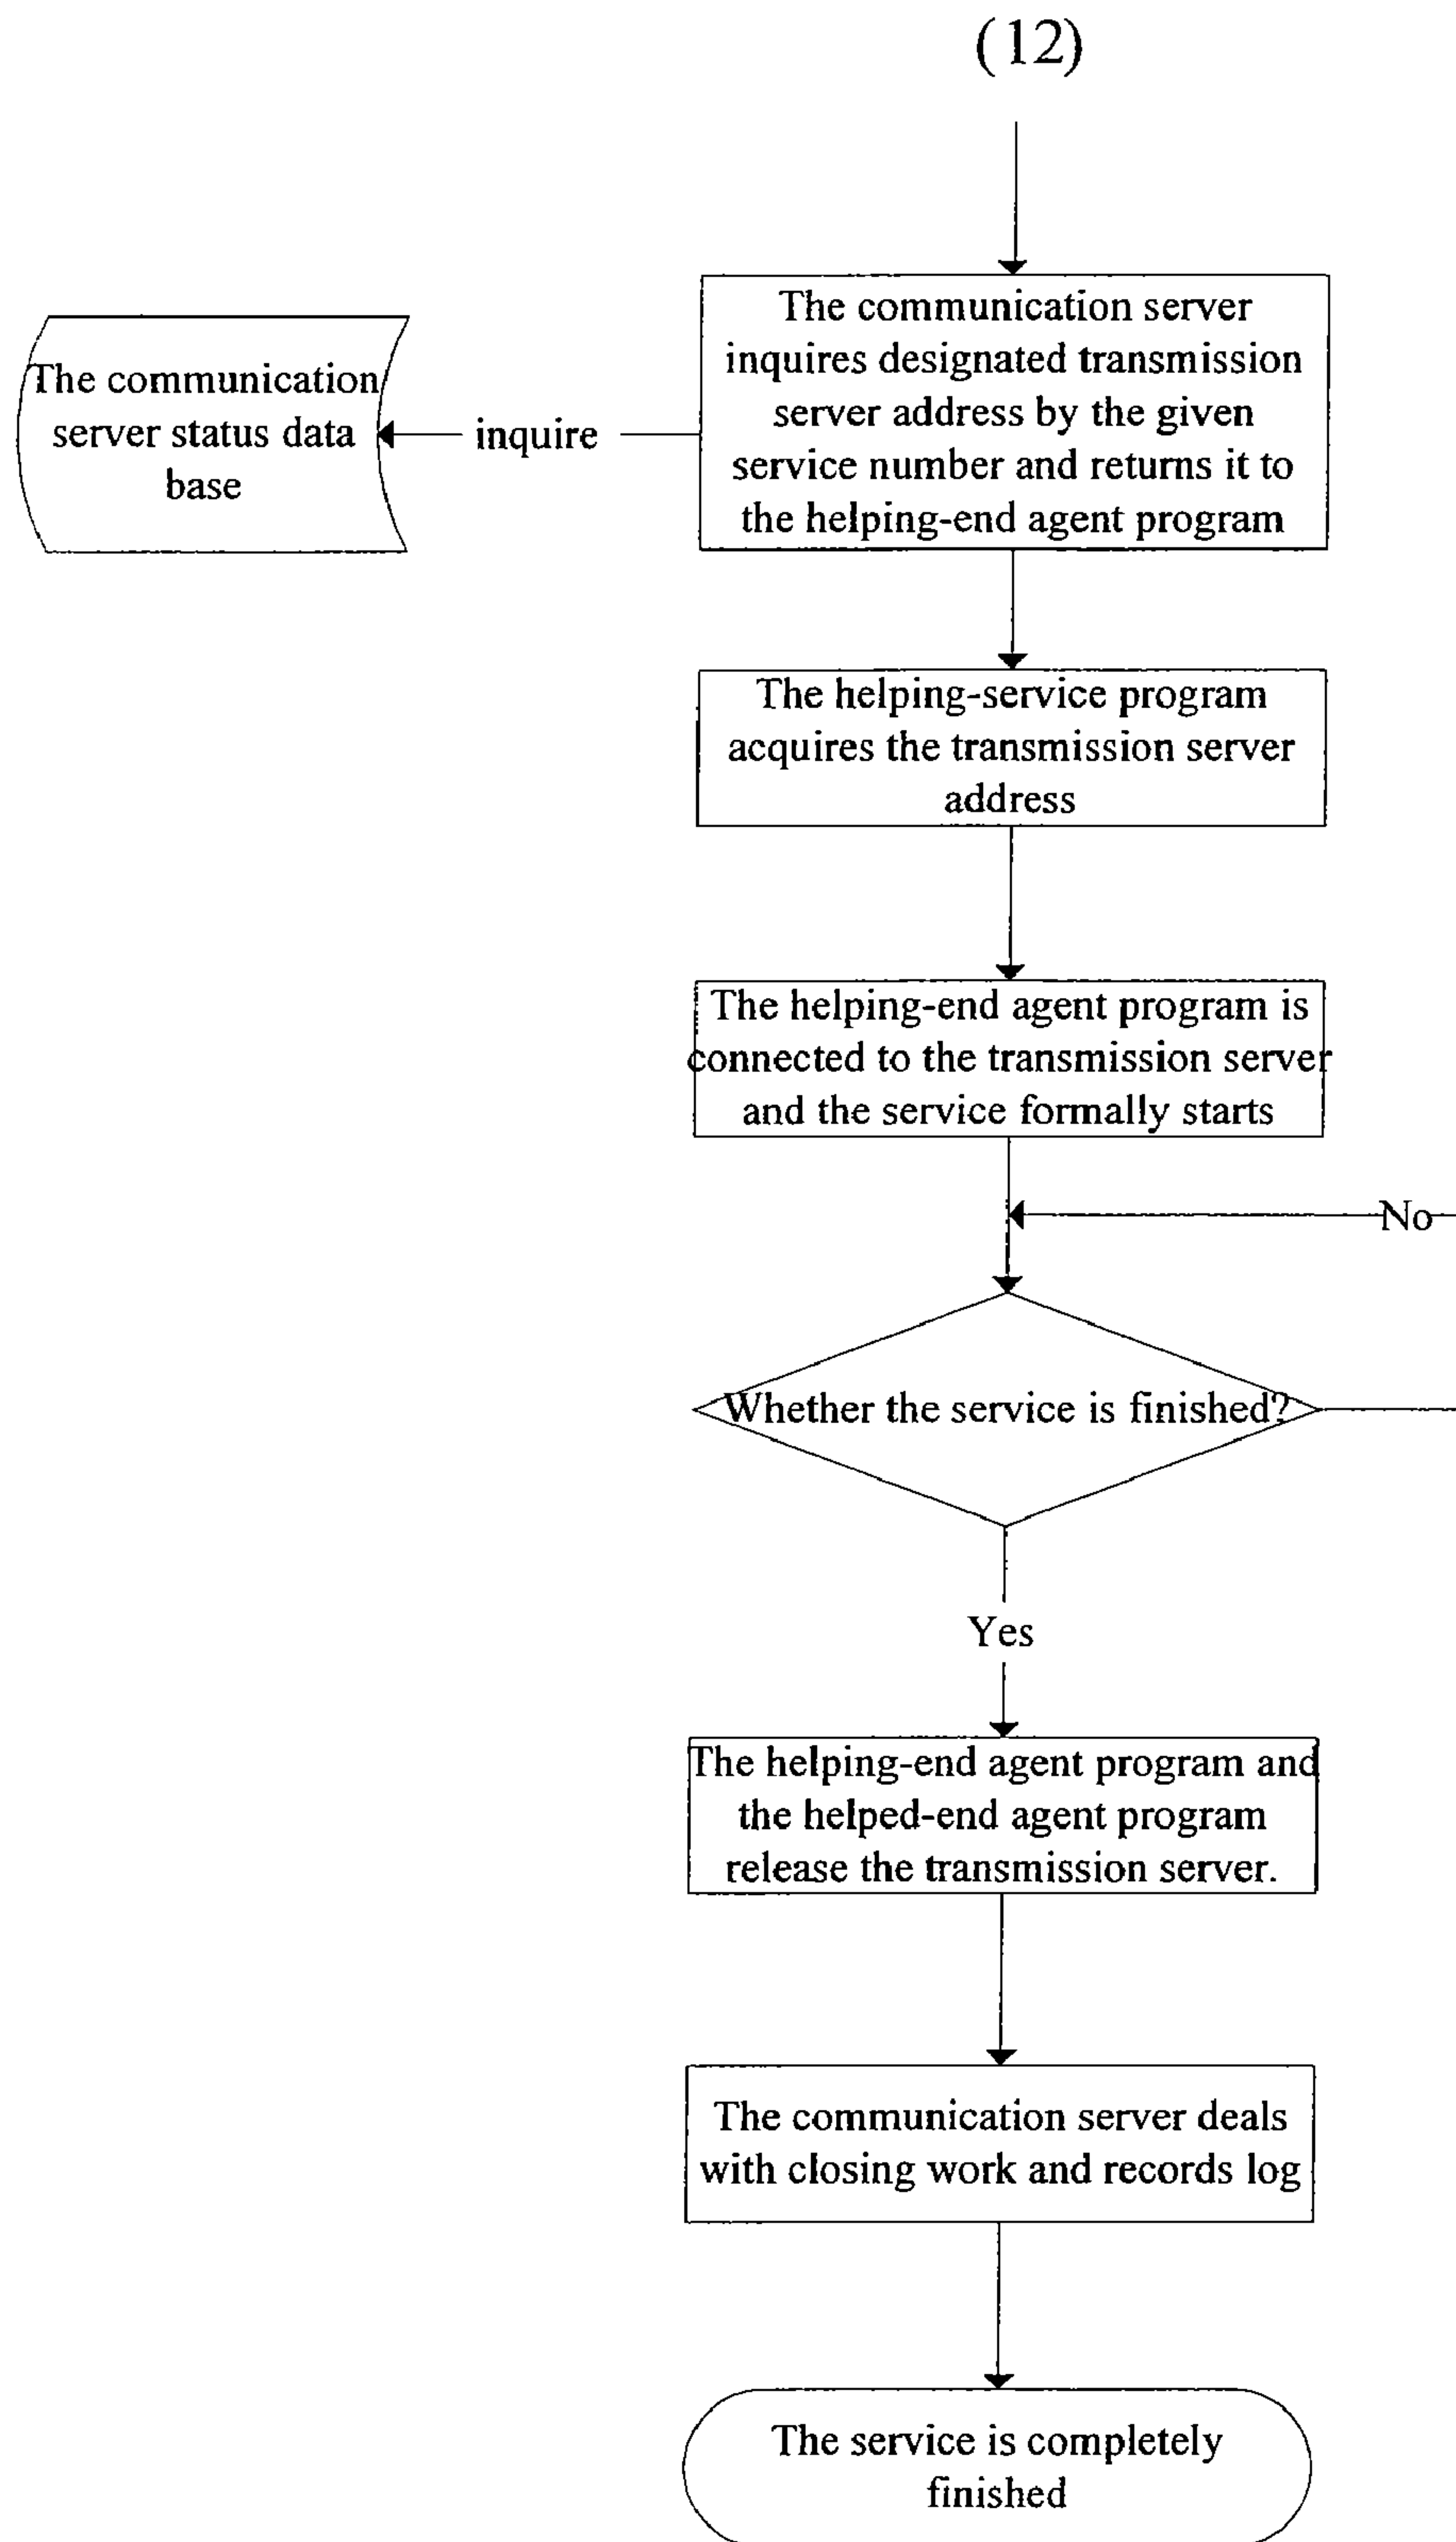 (12)
The communication server
inquires designated transmission
server address by the given
service number and returns it to
the helping-end agent program
The communication
server status data
base
inquire
The helping-service program
acquires the transmission server
address
The helping-end agent program is
connected to the transmission server
and the service formally starts
No
Whether the service is finished?
Yes
The helping-end agent program and
the helped-end agent program
release the transmission server.
The communication server deals
with closing work and records log
The service is completely
finished